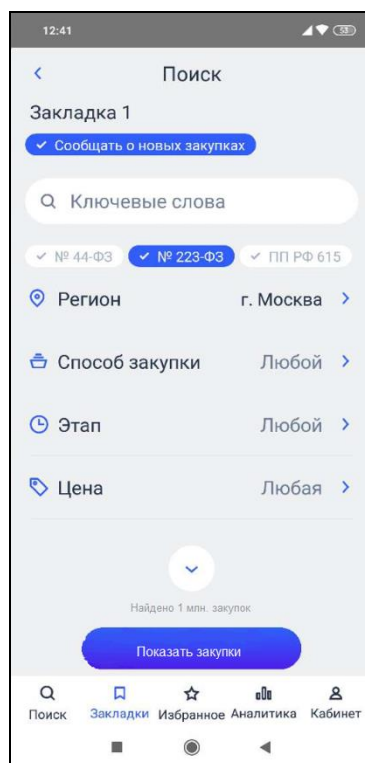 12:41
53
Поиск
Закладка 1
Сообщать о новых закупках
Ключевые слова
№ 44-ФЗ № 223-ФЗ ПП РФ 615
Регион г. Москва
Способ закупки Любой
Этап Любой
Цена Любая
Найдено 1 млн. закупок
Показать закупки
Поиск Закладки Избранное Аналитика Кабинет